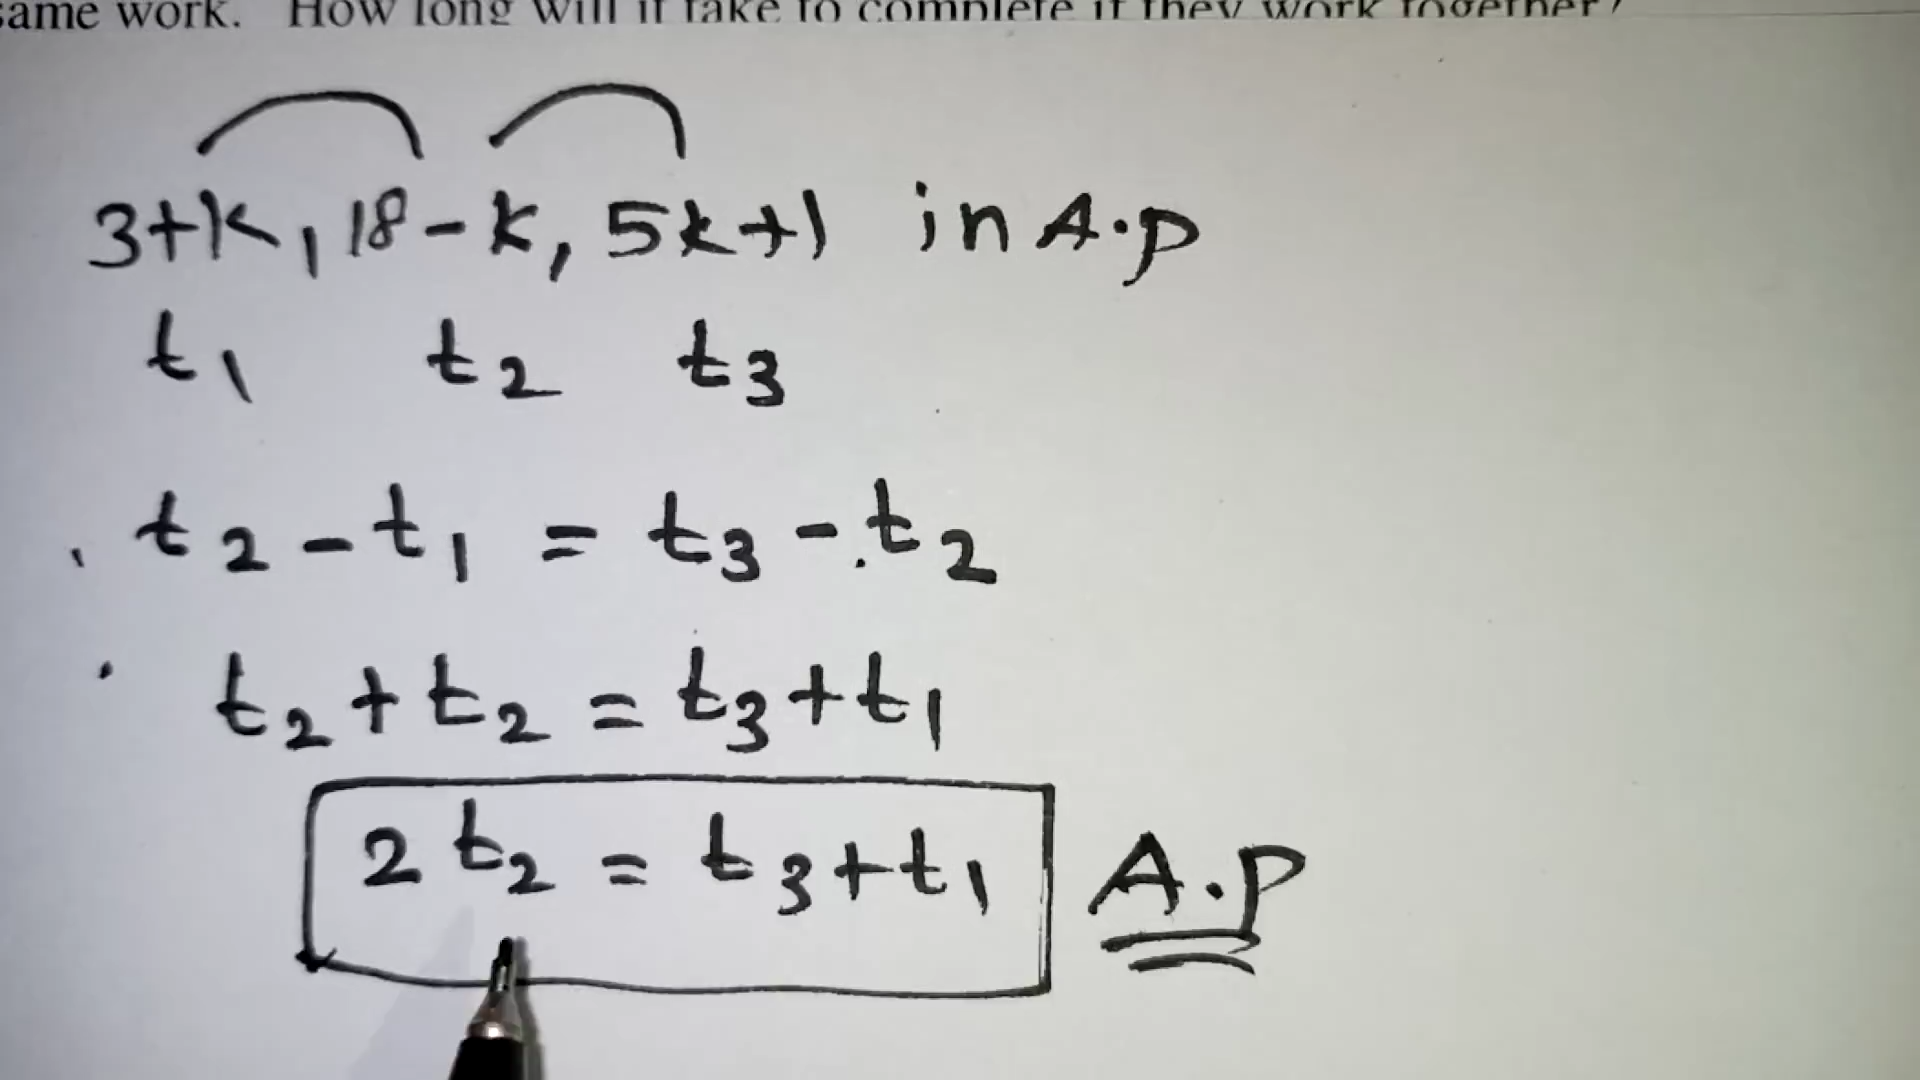 same work. How long will it take to complete if they work together?
3+k, 18-k, 5k+1 in A.p
t1 t2 t3
t2-t1 = t3-t2
t2+t2 = t3+t1
2t2 = t3+t1 A.p